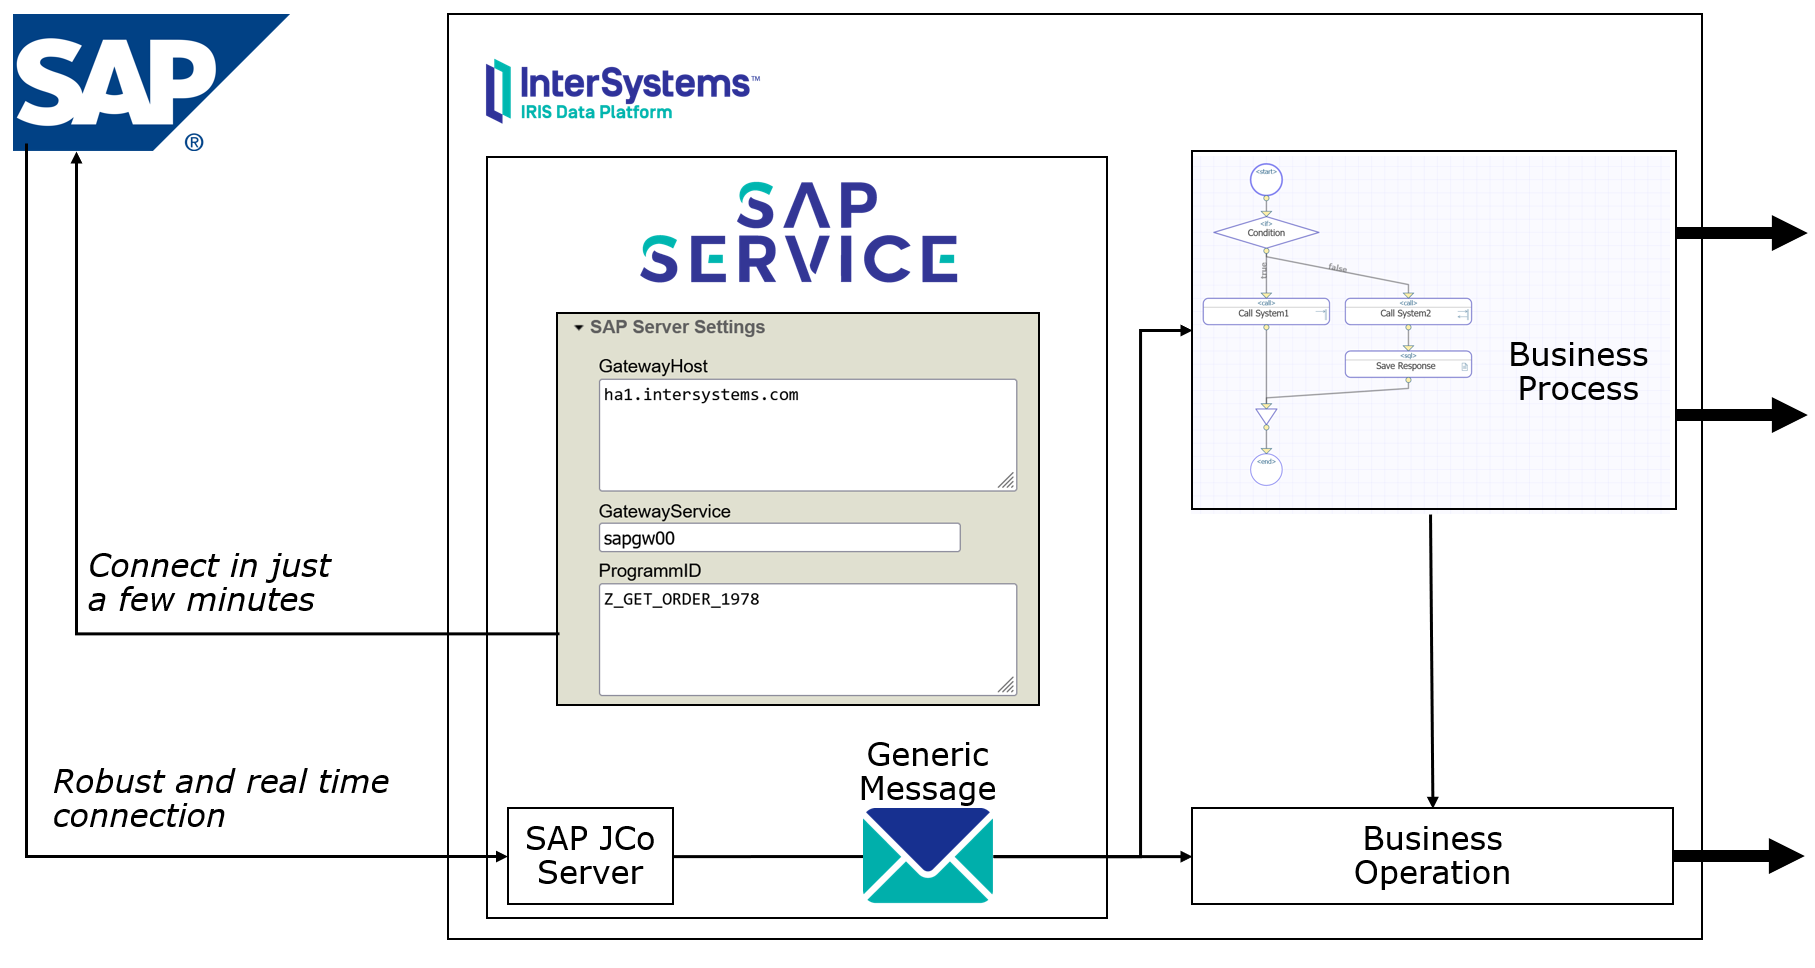 SAP
®
InterSystems™
IRIS Data Platform
SAP
SERVICE
SAP Server Settings
GatewayHost
ha1.intersystems.com
GatewayService
sapgw00
ProgrammID
Z_GET_ORDER_1978
Connect in just
a few minutes
Robust and real time
connection
SAP JCo
Server
Generic
Message
<start>
<if>
Condition
true
false
<call>
Call System1
<call>
Call System2
<sql>
Save Response
<end>
Business
Process
Business
Operation